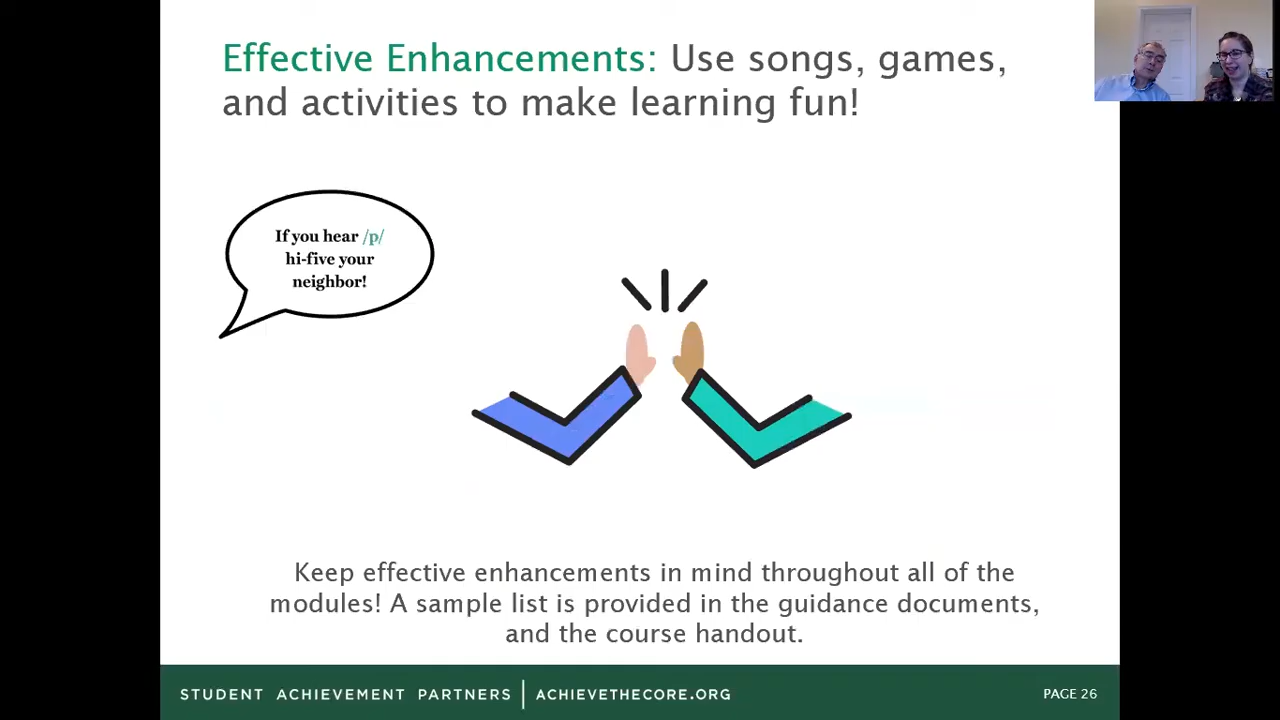 Effective Enhancements: Use songs, games,
and activities to make learning fun!
If you hear /p/
hi-five your
neighbor!
Keep effective enhancements in mind throughout all of the
modules! A sample list is provided in the guidance documents,
and the course handout.
STUDENT ACHIEVEMENT PARTNERS | ACHIEVETHECORE.ORG
PAGE 26